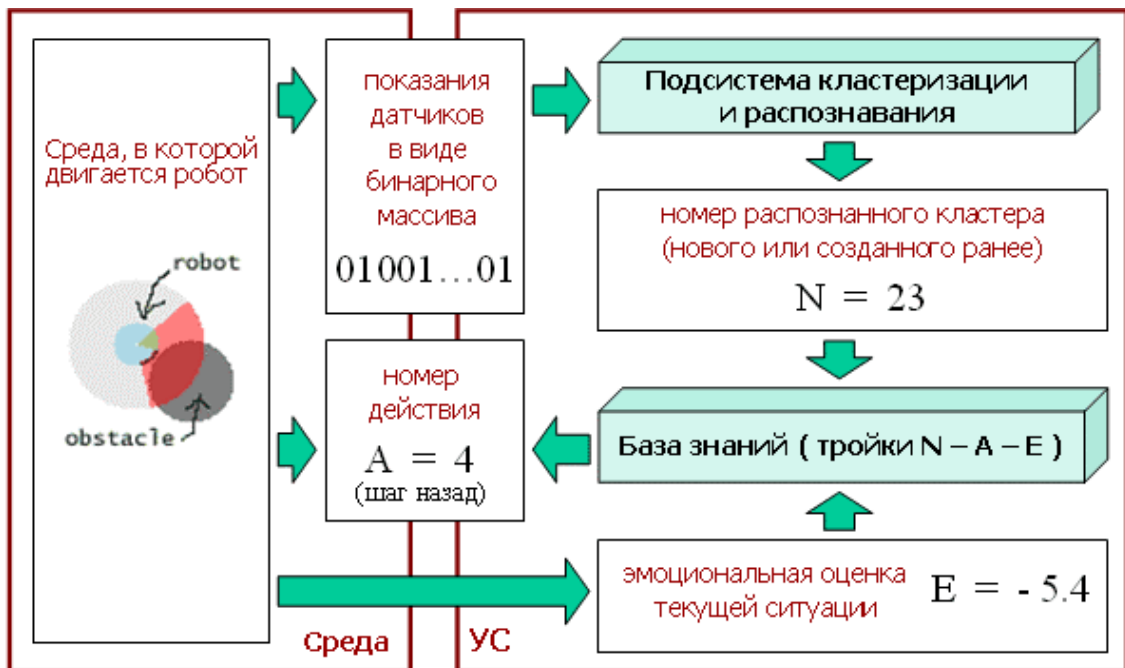 Среда, в которой
двигается робот
robot
obstacle
показания
датчиков
в виде
бинарного
массива
01001...01
Подсистема кластеризации
и распознавания
номер распознанного кластера
(нового или созданного ранее)
N = 23
номер
действия
A = 4
(шаг назад)
База знаний ( тройки N – A – E )
эмоциональная оценка
текущей ситуации
E = - 5.4
Среда
УС